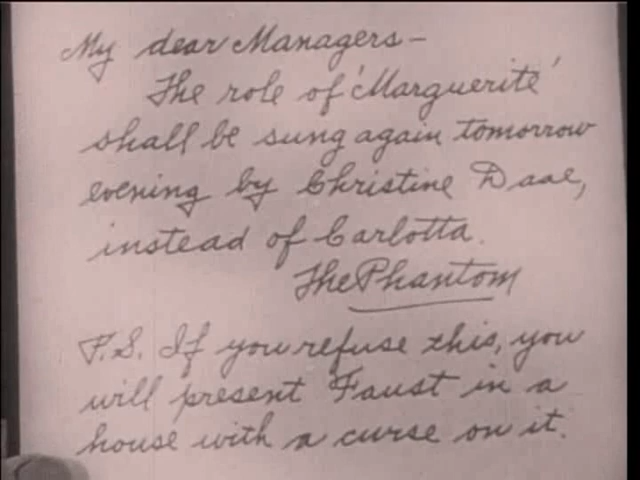 My dear Managers—
The role of 'Marguerite'
shall be sung again tomorrow
evening by Christine Daae,
instead of Carlotta.
The Phantom
P.S. If you refuse this, you
will present Faust in a
house with a curse on it.